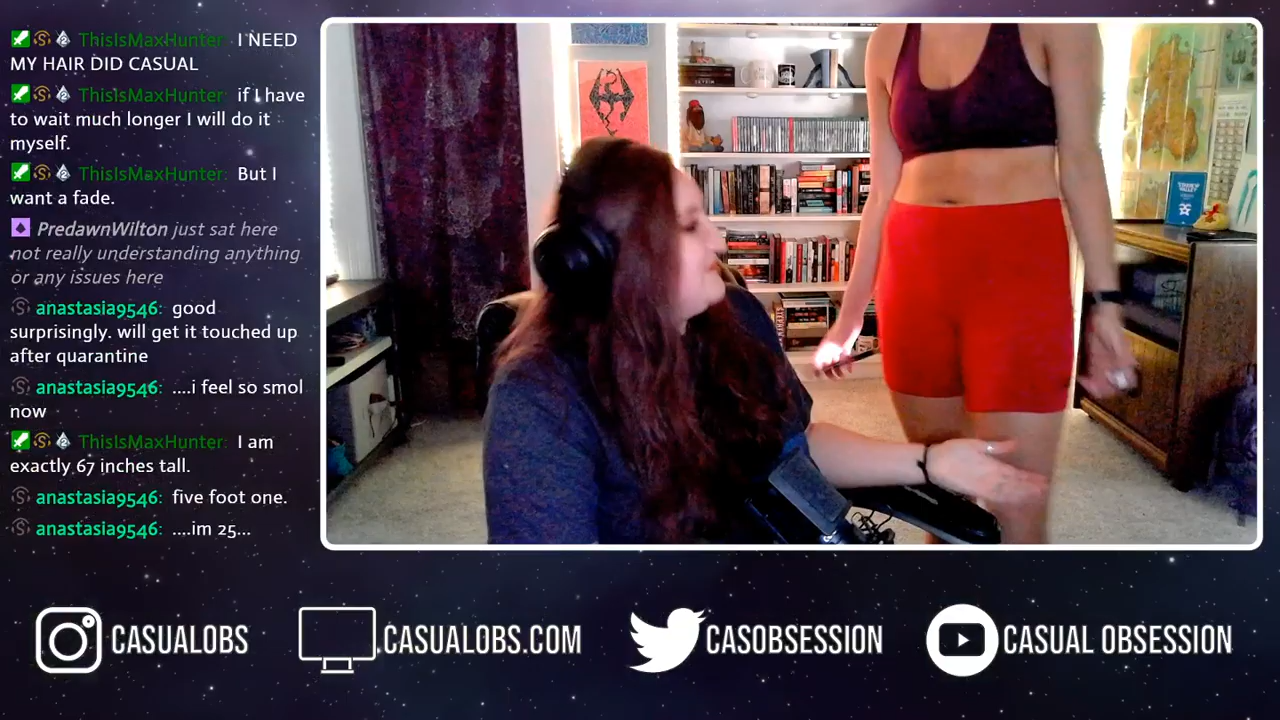 ThisIsMaxHunter: I NEED
MY HAIR DID CASUAL
ThisIsMaxHunter: if I have
to wait much longer I will do it
myself.
ThisIsMaxHunter: But I
want a fade.
PredawnWilton just sat here
not really understanding anything
or any issues here
anastasia9546: good
surprisingly. will get it touched up
after quarantine
anastasia9546: ....i feel so smol
now
ThisIsMaxHunter: I am
exactly 67 inches tall.
anastasia9546: five foot one.
anastasia9546: ....im 25...
CASUALOBS
CASUALOBS.COM
CASOBSESSION
CASUAL OBSESSION